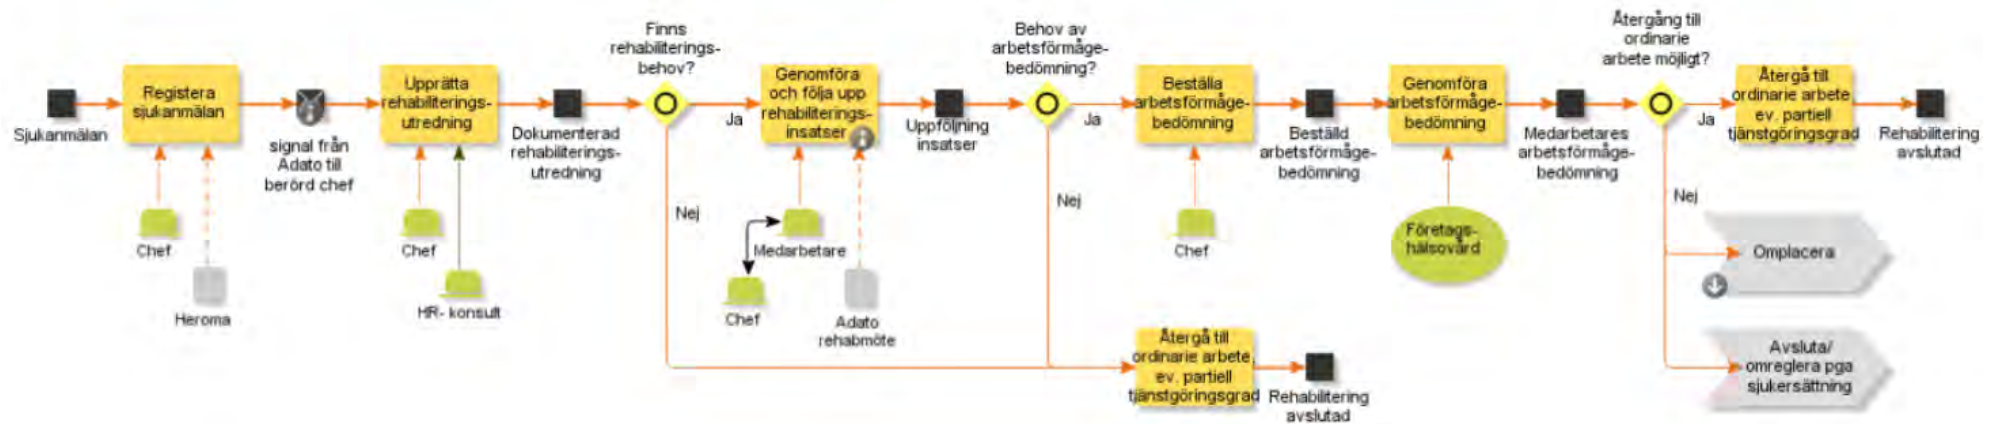 Sjukanmälan
Registera
sjukanmälan
Chef
Heroma
signal från
Adato till
berörd chef
Upprätta
rehabiliterings-
utredning
Chef
HR- konsult
Dokumenterad
rehabiliterings-
utredning
Finns
rehabiliterings-
behov?
Ja
Nej
Genomföra
och följa upp
rehabiliterings-
insatser
Medarbetare
Chef
Adato
rehabmöte
Uppföljning
insatser
Behov av
arbetsförmåge-
bedömning?
Ja
Nej
Beställa
arbetsförmåge-
bedömning
Chef
Beställd
arbetsförmåge-
bedömning
Genomföra
arbetsförmåge-
bedömning
Företags-
hälsovård
Medarbetares
arbetsförmåge-
bedömning
Återgång till
ordinarie
arbete möjligt?
Ja
Nej
Återgå till
ordinarie arbete
ev. partiell
tjänstgöringsgrad
Rehabilitering
avslutad
Omplacera
Avsluta/
omreglera pga
sjukersättning
Återgå till
ordinarie arbete,
ev. partiell
tjänstgöringsgrad
Rehabilitering
avslutad